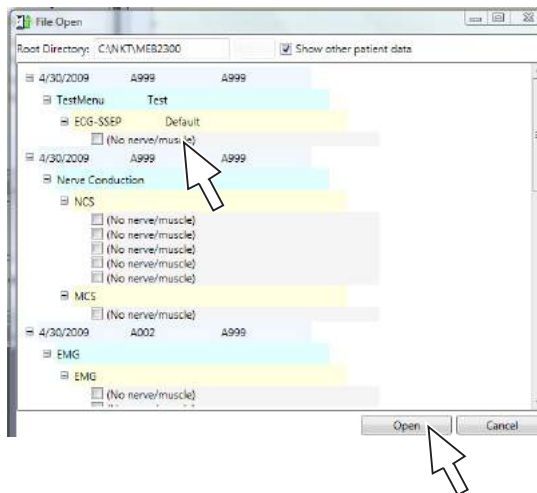 File Open
Root Directory: C:\NKT\MEB2300 Show other patient data
4/30/2009 A999 A999
TestMenu Test
ECG-SSEP Default
(No nerve/muscle)
4/30/2009 A999 A999
Nerve Conduction
NCS
(No nerve/muscle)
(No nerve/muscle)
(No nerve/muscle)
(No nerve/muscle)
(No nerve/muscle)
MCS
(No nerve/muscle)
4/30/2009 A002 A999
EMG
EMG
(No nerve/muscle)
Open Cancel